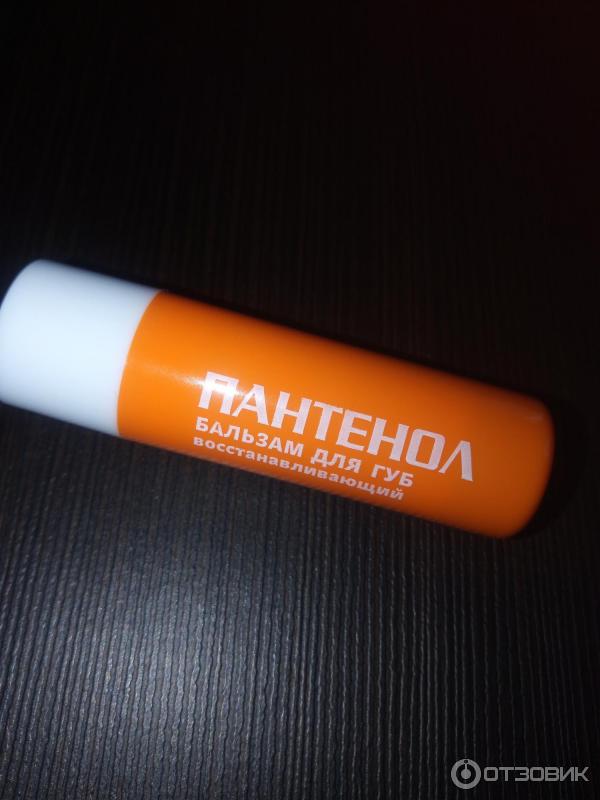 ПАНТЕНОЛ
БАЛЬЗАМ ДЛЯ ГУБ
восстанавливающий
ОТЗОВИК